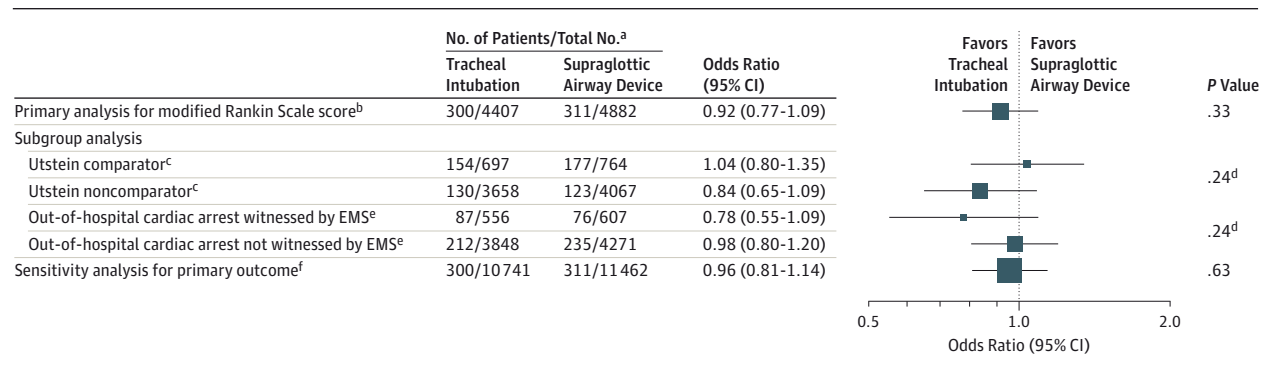 No. of Patients/Total No.a
Favors Tracheal Intubation
Favors Supraglottic Airway Device
Tracheal Intubation
Supraglottic Airway Device
Odds Ratio (95% CI)
P Value
Primary analysis for modified Rankin Scale scoreb 300/4407 311/4882 0.92 (0.77-1.09) .33
Subgroup analysis
Utstein comparatorc 154/697 177/764 1.04 (0.80-1.35)
.24d
Utstein noncomparatorc 130/3658 123/4067 0.84 (0.65-1.09)
Out-of-hospital cardiac arrest witnessed by EMSe 87/556 76/607 0.78 (0.55-1.09)
.24d
Out-of-hospital cardiac arrest not witnessed by EMSe 212/3848 235/4271 0.98 (0.80-1.20)
Sensitivity analysis for primary outcomef 300/10741 311/11462 0.96 (0.81-1.14) .63
0.5 1.0 2.0
Odds Ratio (95% CI)